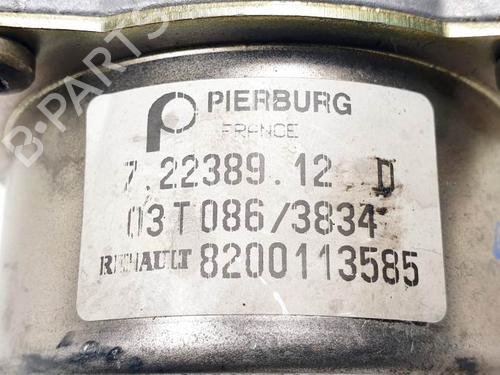 PIERBURG
FRANCE
7.22389.12 D
03T086/3834
RENAULT 8200113585
B-PARTS